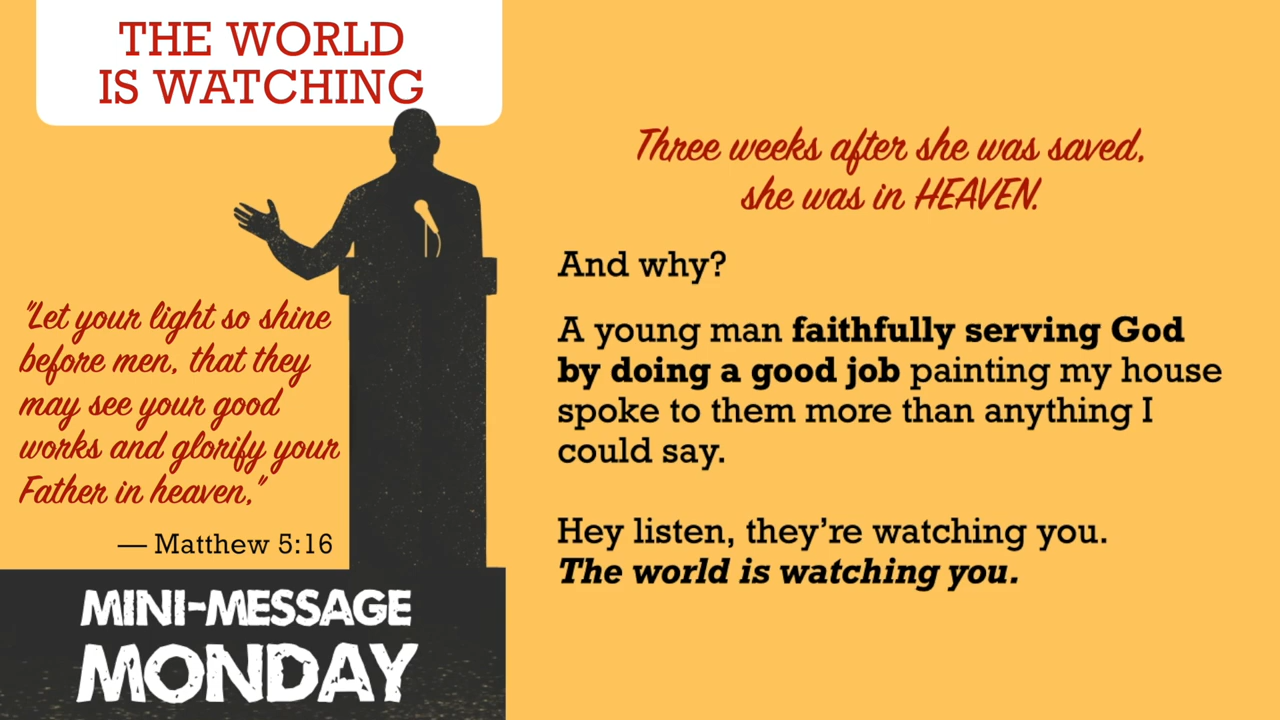 THE WORLD
IS WATCHING
"Let your light so shine
before men, that they
may see your good
works and glorify your
Father in heaven,"
— Matthew 5:16
MINI-MESSAGE
MONDAY
Three weeks after she was saved,
she was in HEAVEN.
And why?
A young man faithfully serving God
by doing a good job painting my house
spoke to them more than anything I
could say.
Hey listen, they’re watching you.
The world is watching you.